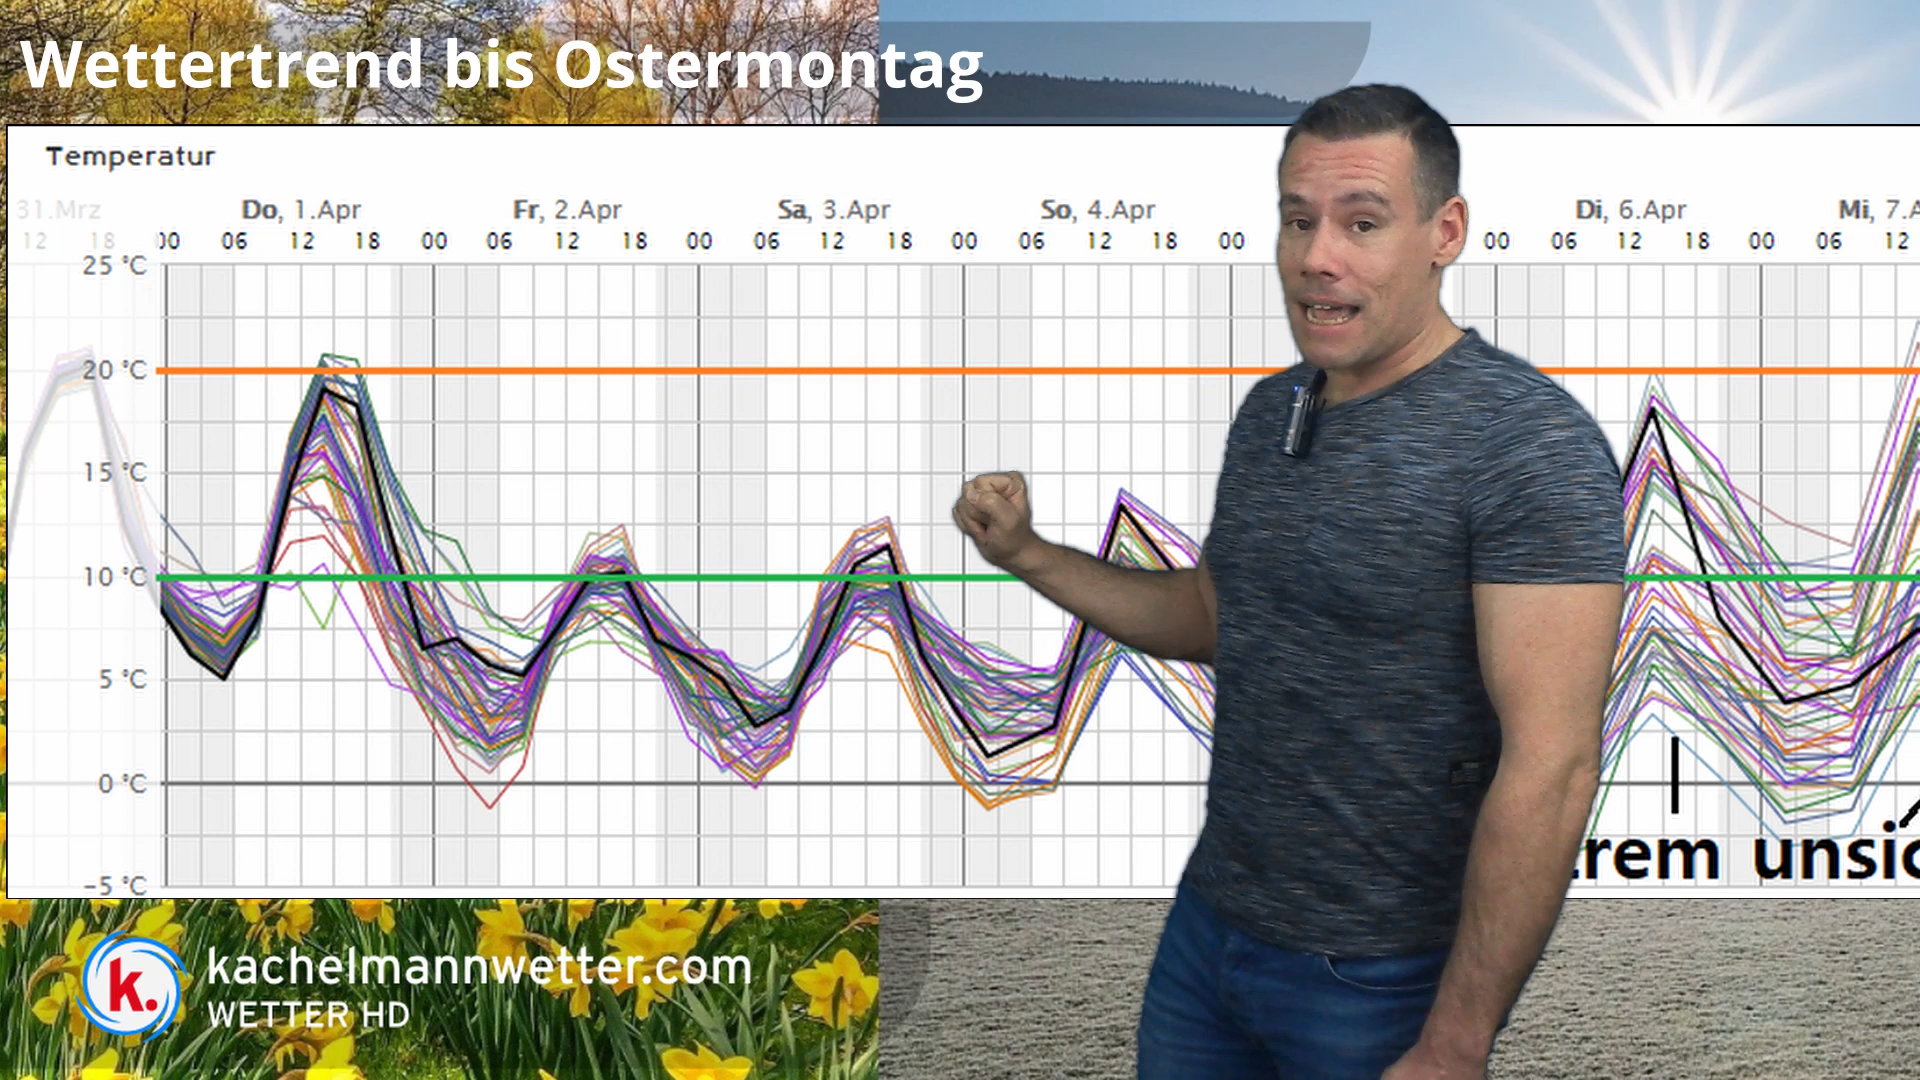 Wettertrend bis Ostermontag
Temperatur
31.Mrz Do, 1.Apr Fr, 2.Apr Sa, 3.Apr So, 4.Apr Di, 6.Apr Mi, 7.A
12 18 00 06 12 18 00 06 12 18 00 06 12 18 00 06 12 18 00 00 06 12 18 00 06 12
25 °C
20 °C
15 °C
10 °C
5 °C
0 °C
-5 °C
rem unsic
k. kachelmannwetter.com
WETTER HD